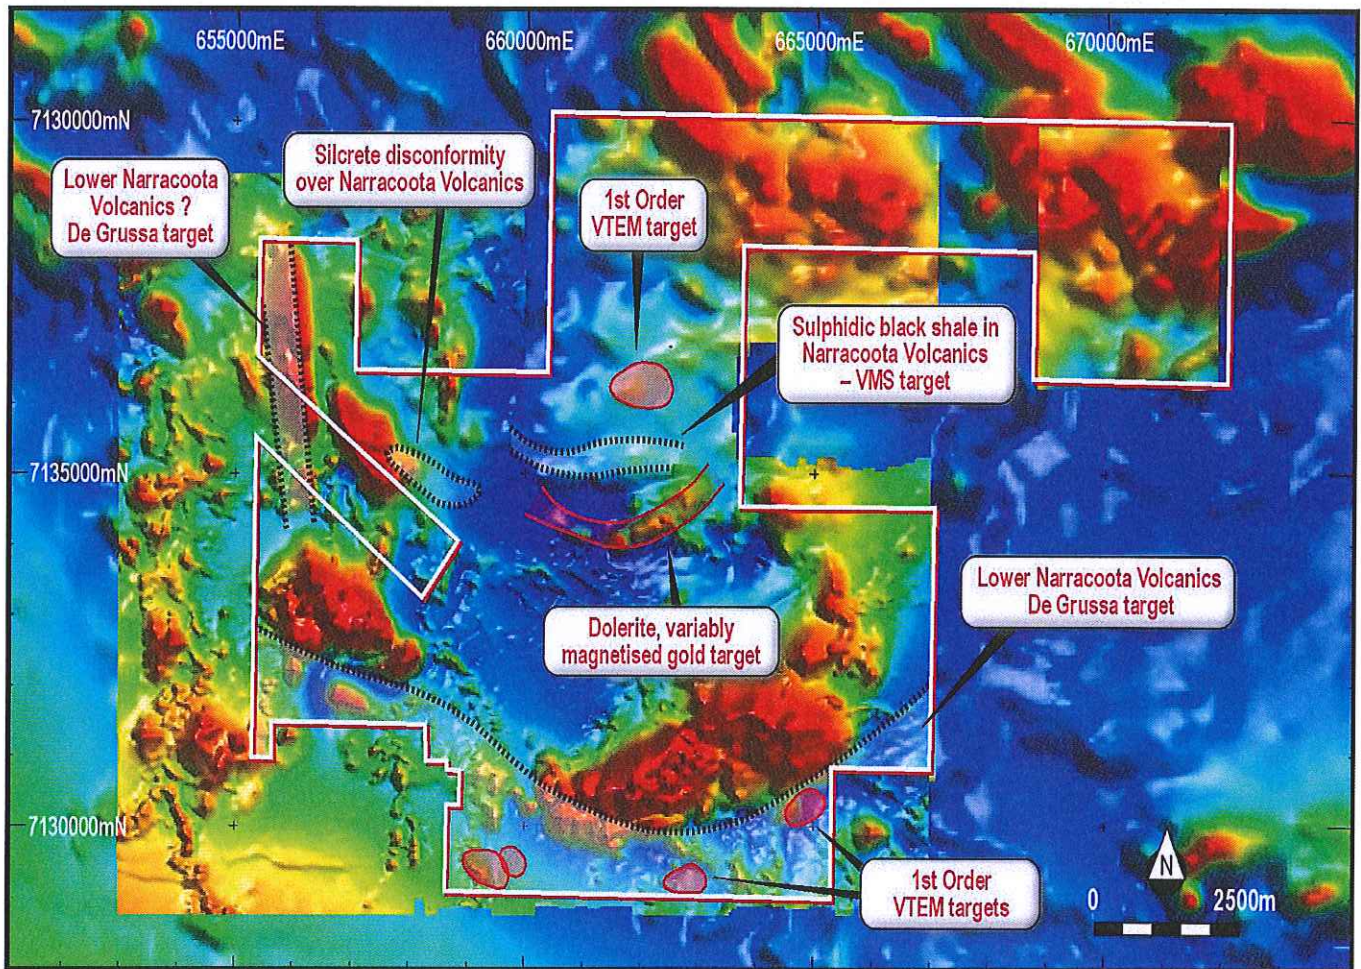 655000mE
660000mE
665000mE
670000mE
7130000mN
Silcrete disconformity
over Narracoota Volcanics
Lower Narracoota
Volcanics ?
De Grussa target
1st Order
VTEM target
Sulphidic black shale in
Narracoota Volcanics
– VMS target
7135000mN
Lower Narracoota Volcanics
De Grussa target
Dolerite, variably
magnetised gold target
7130000mN
1st Order
VTEM targets
N
0 2500m